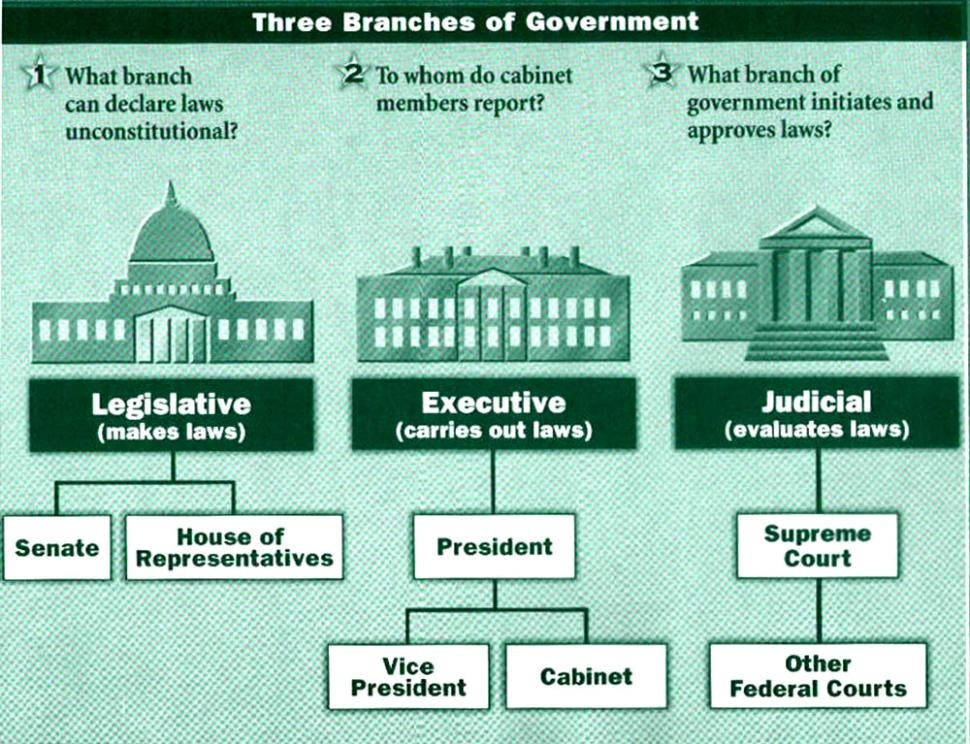 Three Branches of Government
1 What branch
can declare laws
unconstitutional?
2 To whom do cabinet
members report?
3 What branch of
government initiates and
approves laws?
Legislative
(makes laws)
Executive
(carries out laws)
Judicial
(evaluates laws)
Senate
House of
Representatives
President
Supreme
Court
Vice
President
Cabinet
Other
Federal Courts